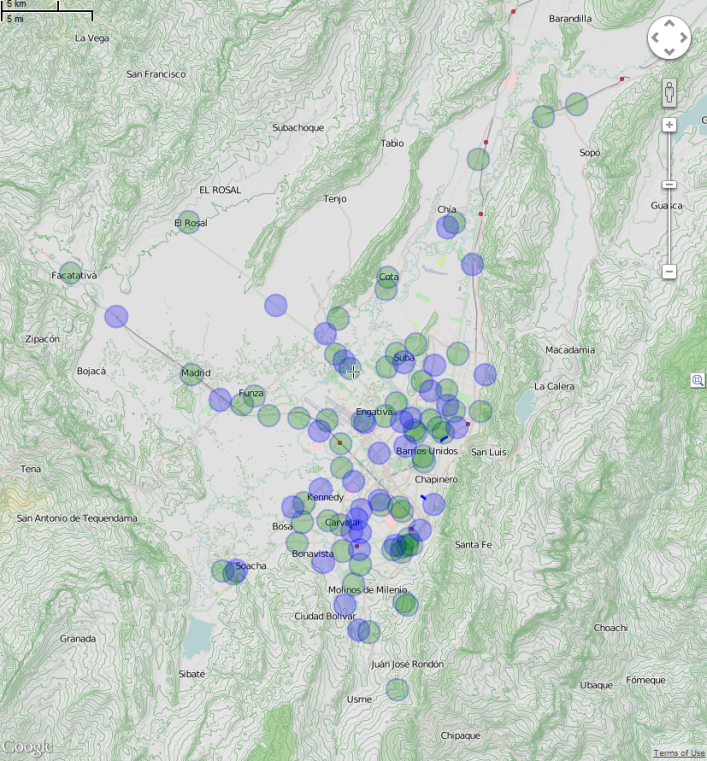 5 km
5 mi
La Vega
Barandilla
San Francisco
Subachoque
Tabio
Sopó
EL ROSAL
Tenjo
Guasca
Chía
El Rosal
Facatativá
Cota
Zipacón
Suba
Macadamia
Bojacá
Madrid
La Calera
Funza
Engativa
Barrios Unidos
San Luis
Tena
Chapinero
Kennedy
San Antonio de Tequendama
Bosa
Carvajal
Santa Fe
Bonavista
Soacha
Molinos de Milenio
Ciudad Bolívar
Choachi
Granada
Juán José Rondón
Sibaté
Fómeque
Ubaque
Usme
Chipaque
Google
Terms of Use